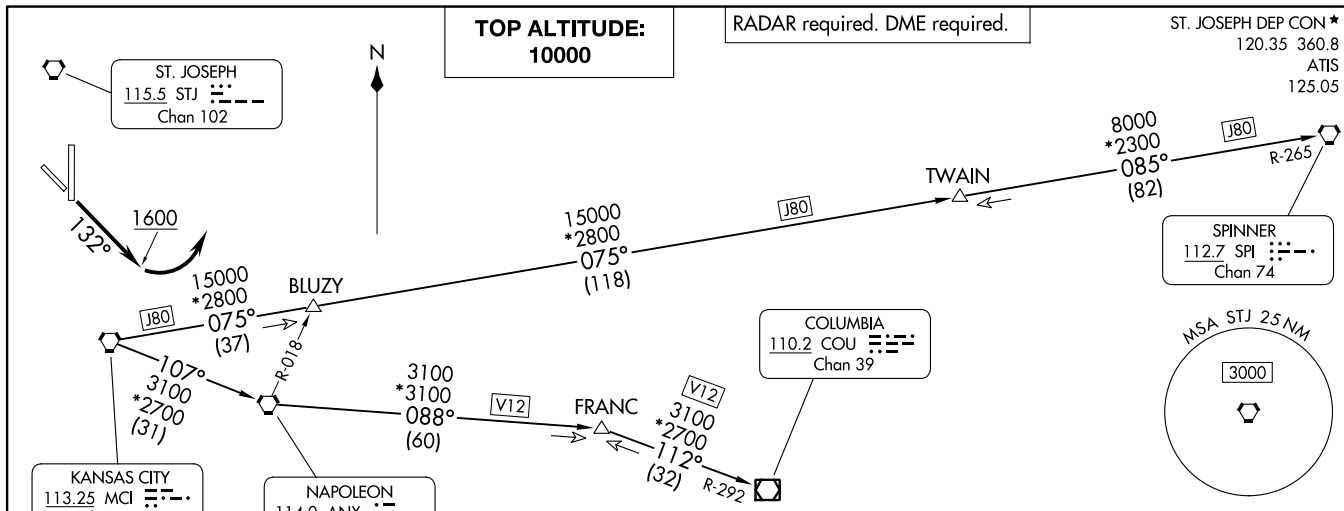 TOP ALTITUDE:
10000
RADAR required. DME required.
ST. JOSEPH DEP CON ★
120.35 360.8
ATIS
125.05
N
ST. JOSEPH
115.5 STJ
Chan 102
1600
132°
8000
*2300
085°
(82)
J80
R-265
TWAIN
15000
*2800
075°
(118)
J80
SPINNER
112.7 SPI
Chan 74
15000
*2800
075°
(37)
J80
BLUZY
R-018
107°
3100
*2700
(31)
3100
*3100
088°
(60)
V12
FRANC
V12
3100
*2700
112°
(32)
R-292
COLUMBIA
110.2 COU
Chan 39
MSA STJ 25 NM
3000
KANSAS CITY
113.25 MCI
NAPOLEON
114.0 ANX